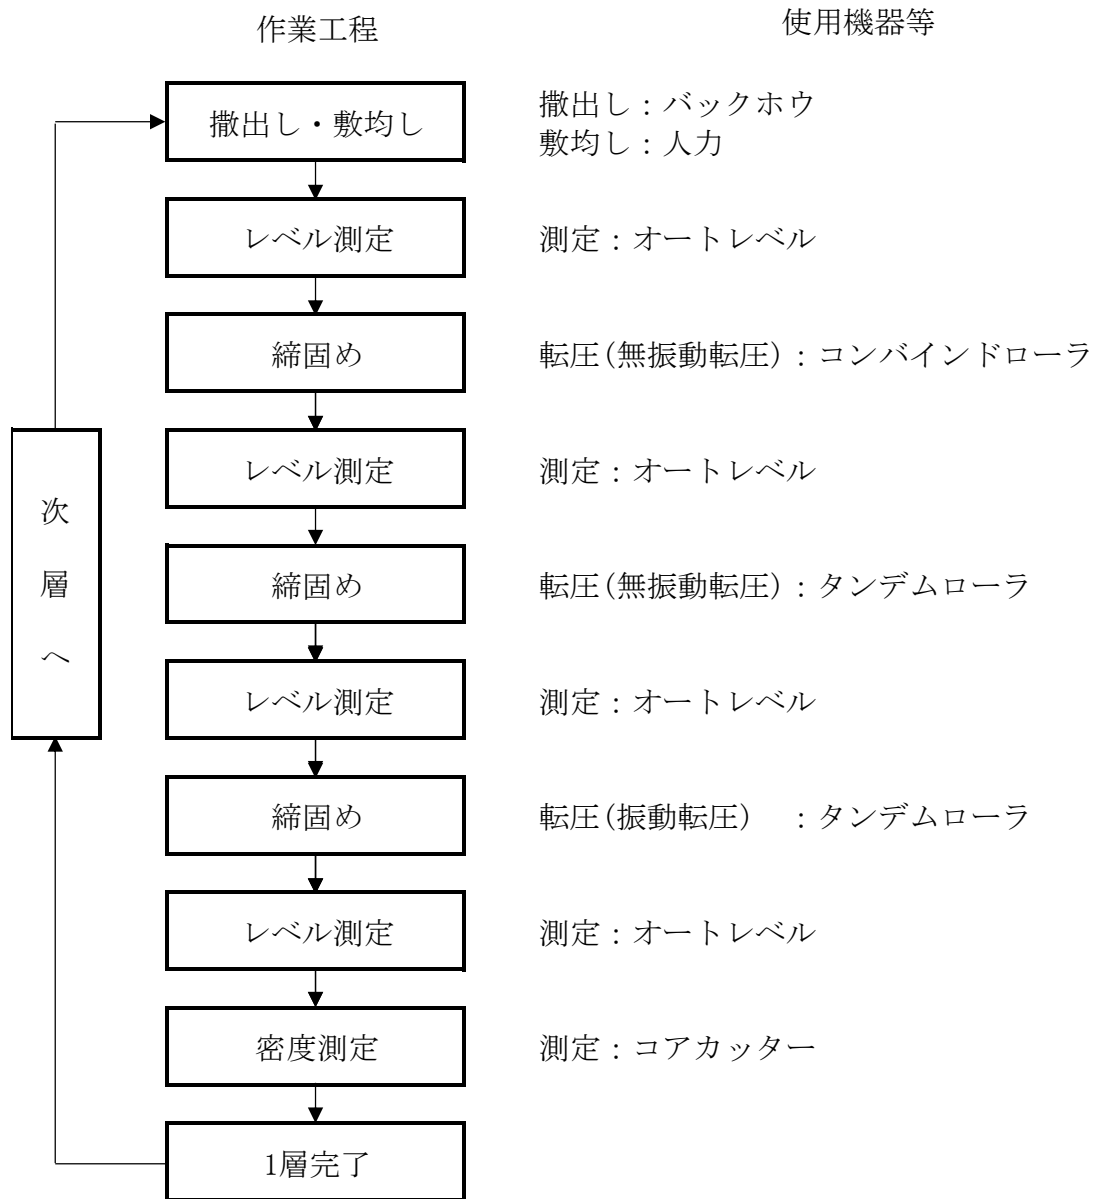 作業工程
使用機器等
撒出し・敷均し
撒出し：バックホウ
敷均し：人力
レベル測定
測定：オートレベル
締固め
転圧(無振動転圧)：コンバインドローラ
レベル測定
測定：オートレベル
次層へ
締固め
転圧(無振動転圧)：タンデムローラ
レベル測定
測定：オートレベル
締固め
転圧(振動転圧)　：タンデムローラ
レベル測定
測定：オートレベル
密度測定
測定：コアカッター
1層完了